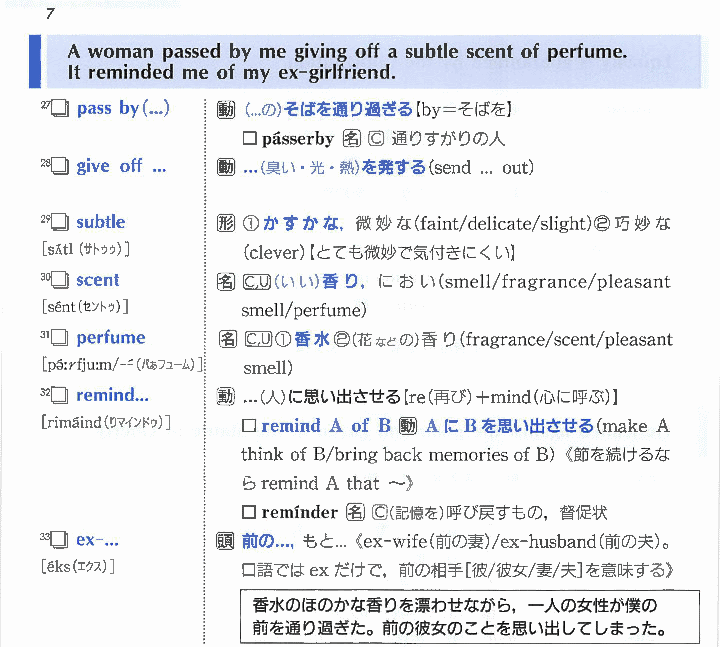 7
A woman passed by me giving off a subtle scent of perfume.
It reminded me of my ex-girlfriend.
27 □ pass by(…) 動 (…の)そばを通り過ぎる【by=そばを】
□ pásserby 名 C 通りすがりの人
28 □ give off … 動 …(臭い・光・熱)を発する(send … out)
29 □ subtle 形 ①かすかな, 微妙な(faint/delicate/slight)②巧妙な
[sʌ́tl (サトゥゥ)] (clever)【とても微妙で気付きにくい】
30 □ scent 名 C,U (いい)香り, におい(smell/fragrance/pleasant
[sént(セントゥ)] smell/perfume)
31 □ perfume 名 C,U ①香水②(花などの)香り(fragrance/scent/pleasant
[pə́ːrfjuːm/-⸗(パぁフューム)] smell)
32 □ remind… 動 …(人)に思い出させる[re(再び)+mind(心に呼ぶ)]
[rimáind(リマインドゥ)] □ remind A of B 動 AにBを思い出させる(make A
think of B/bring back memories of B)《節を続けるな
ら remind A that ～》
□ remínder 名 C(記憶を)呼び戻すもの, 督促状
33 □ ex-… 頭 前の…, もと…《ex-wife(前の妻)/ex-husband(前の夫)。
[éks(エクス)] 口語では ex だけで, 前の相手[彼/彼女/妻/夫]を意味する》
香水のほのかな香りを漂わせながら, 一人の女性が僕の
前を通り過ぎた。前の彼女のことを思い出してしまった。